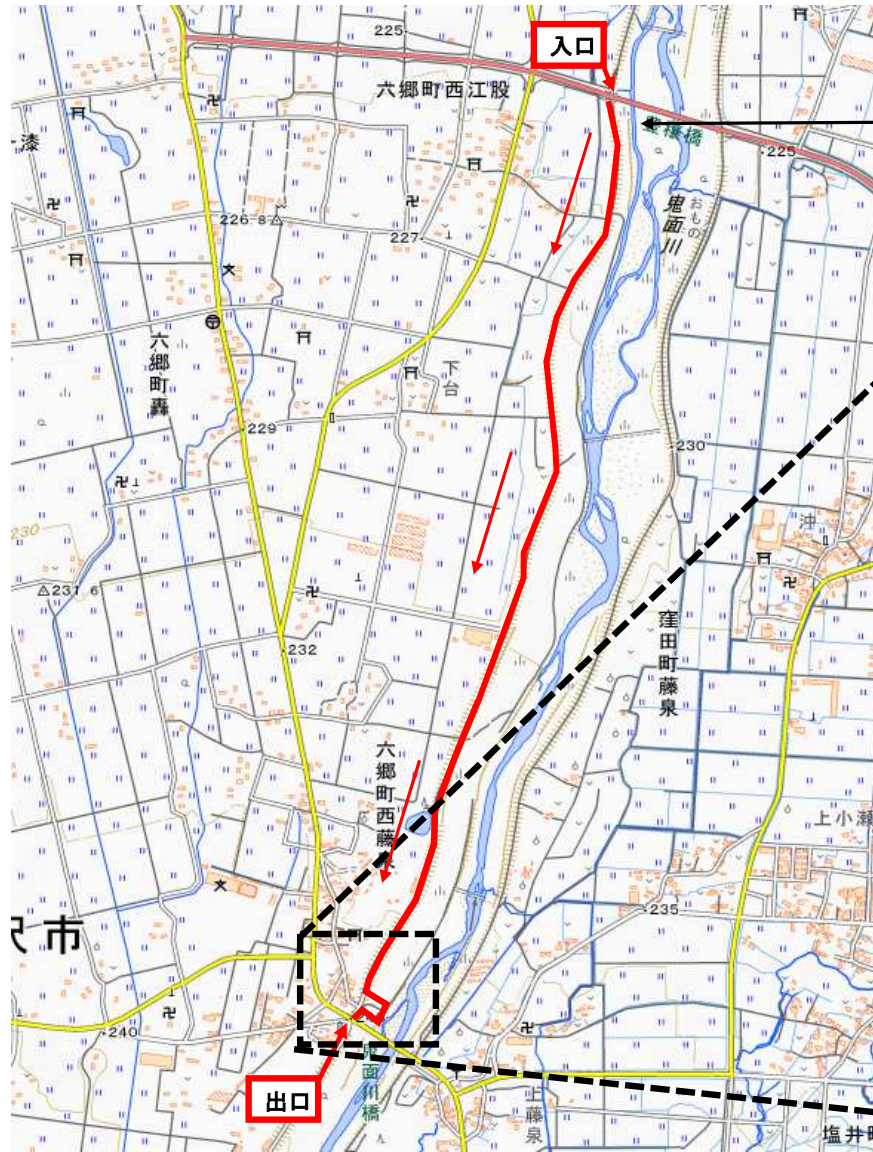 225
入口
六郷町西江股
漆
225
おもの
鬼面川
226.8
227
下台
六郷町轟
229
230
230
沖
231.6
窪田町藤泉
232
六郷町西藤
上小瀬
235
沢市
240
鬼面川橋
出口
上藤泉
塩井町